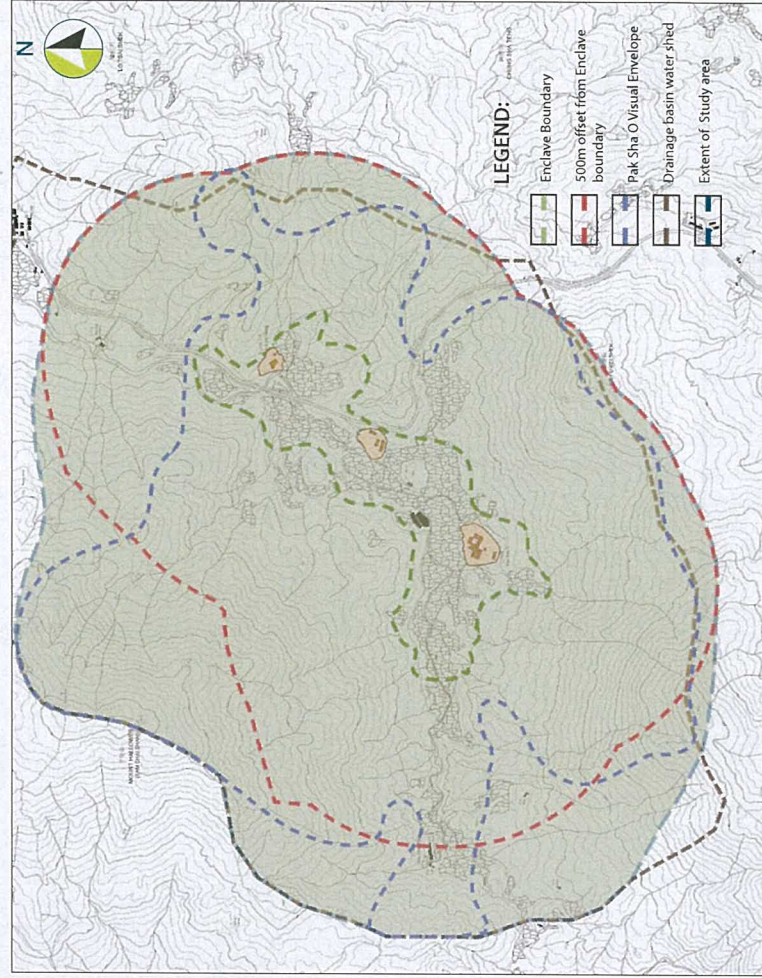 N
LEGEND:
Enclave Boundary
500m offset from Enclave
boundary
Pak Sha O Visual Envelope
Drainage basin water shed
Extent of Study area